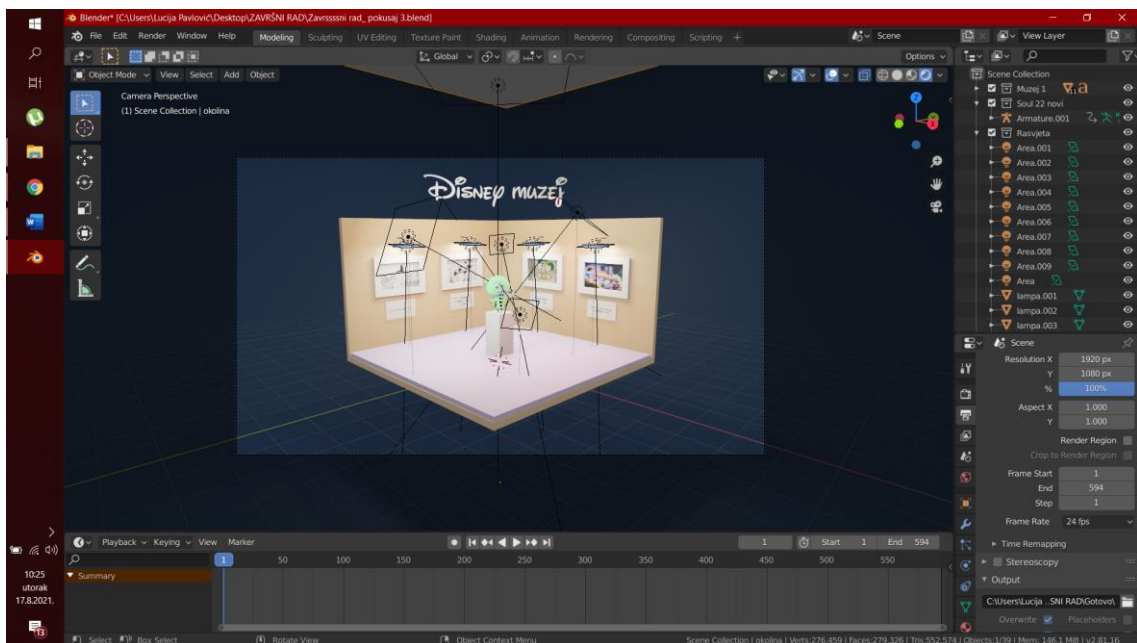 Blender* [C:\Users\Lucija Pavlović\Desktop\ZAVRŠNI RAD\Zavrssssni rad_ pokusaj 3.blend]
File Edit Render Window Help Modeling Sculpting UV Editing Texture Paint Shading Animation Rendering Compositing Scripting + Scene View Layer
Global Options
Object Mode View Select Add Object
Camera Perspective
(1) Scene Collection | okolina
Disney muzej
Scene Collection
Muzej 1
Soul 22 novi
Armature.001
Rasvjeta
Area.001
Area.002
Area.003
Area.004
Area.005
Area.006
Area.007
Area.008
Area.009
Area
lampa.001
lampa.002
lampa.003
Scene
Resolution X 1920 px
Y 1080 px
% 100%
Aspect X 1.000
Y 1.000
Render Region
Crop to Render Region
Frame Start 1
End 594
Step 1
Frame Rate 24 fps
Time Remapping
Stereoscopy
Output
C:\Users\Lucija ..SNI RAD\Gotovo\
Overwrite Placeholders
Playback Keying View Marker 1 Start 1 End 594
1 50 100 150 200 250 300 350 400 450 500 550
Summary
Select Box Select Rotate View Object Context Menu
Scene Collection | okolina | Verts:276.459 | Faces:279.326 | Tris:552.574 | Objects:1/39 | Mem: 146.1 MiB | v2.81.16
10:25
utorak
17.8.2021.
13